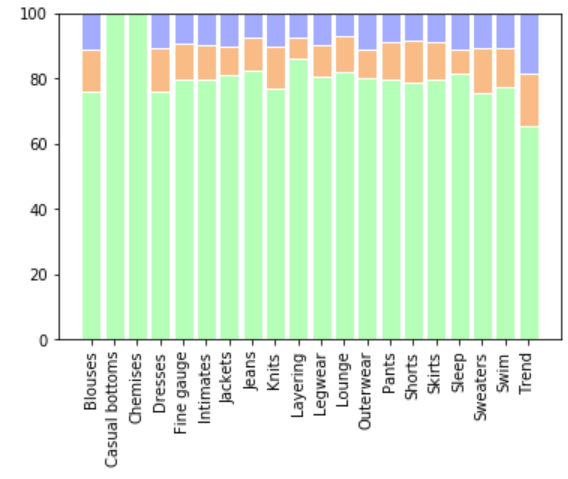 100
80
60
40
20
0
Blouses
Casual bottoms
Chemises
Dresses
Fine gauge
Intimates
Jackets
Jeans
Knits
Layering
Legwear
Lounge
Outerwear
Pants
Shorts
Skirts
Sleep
Sweaters
Swim
Trend